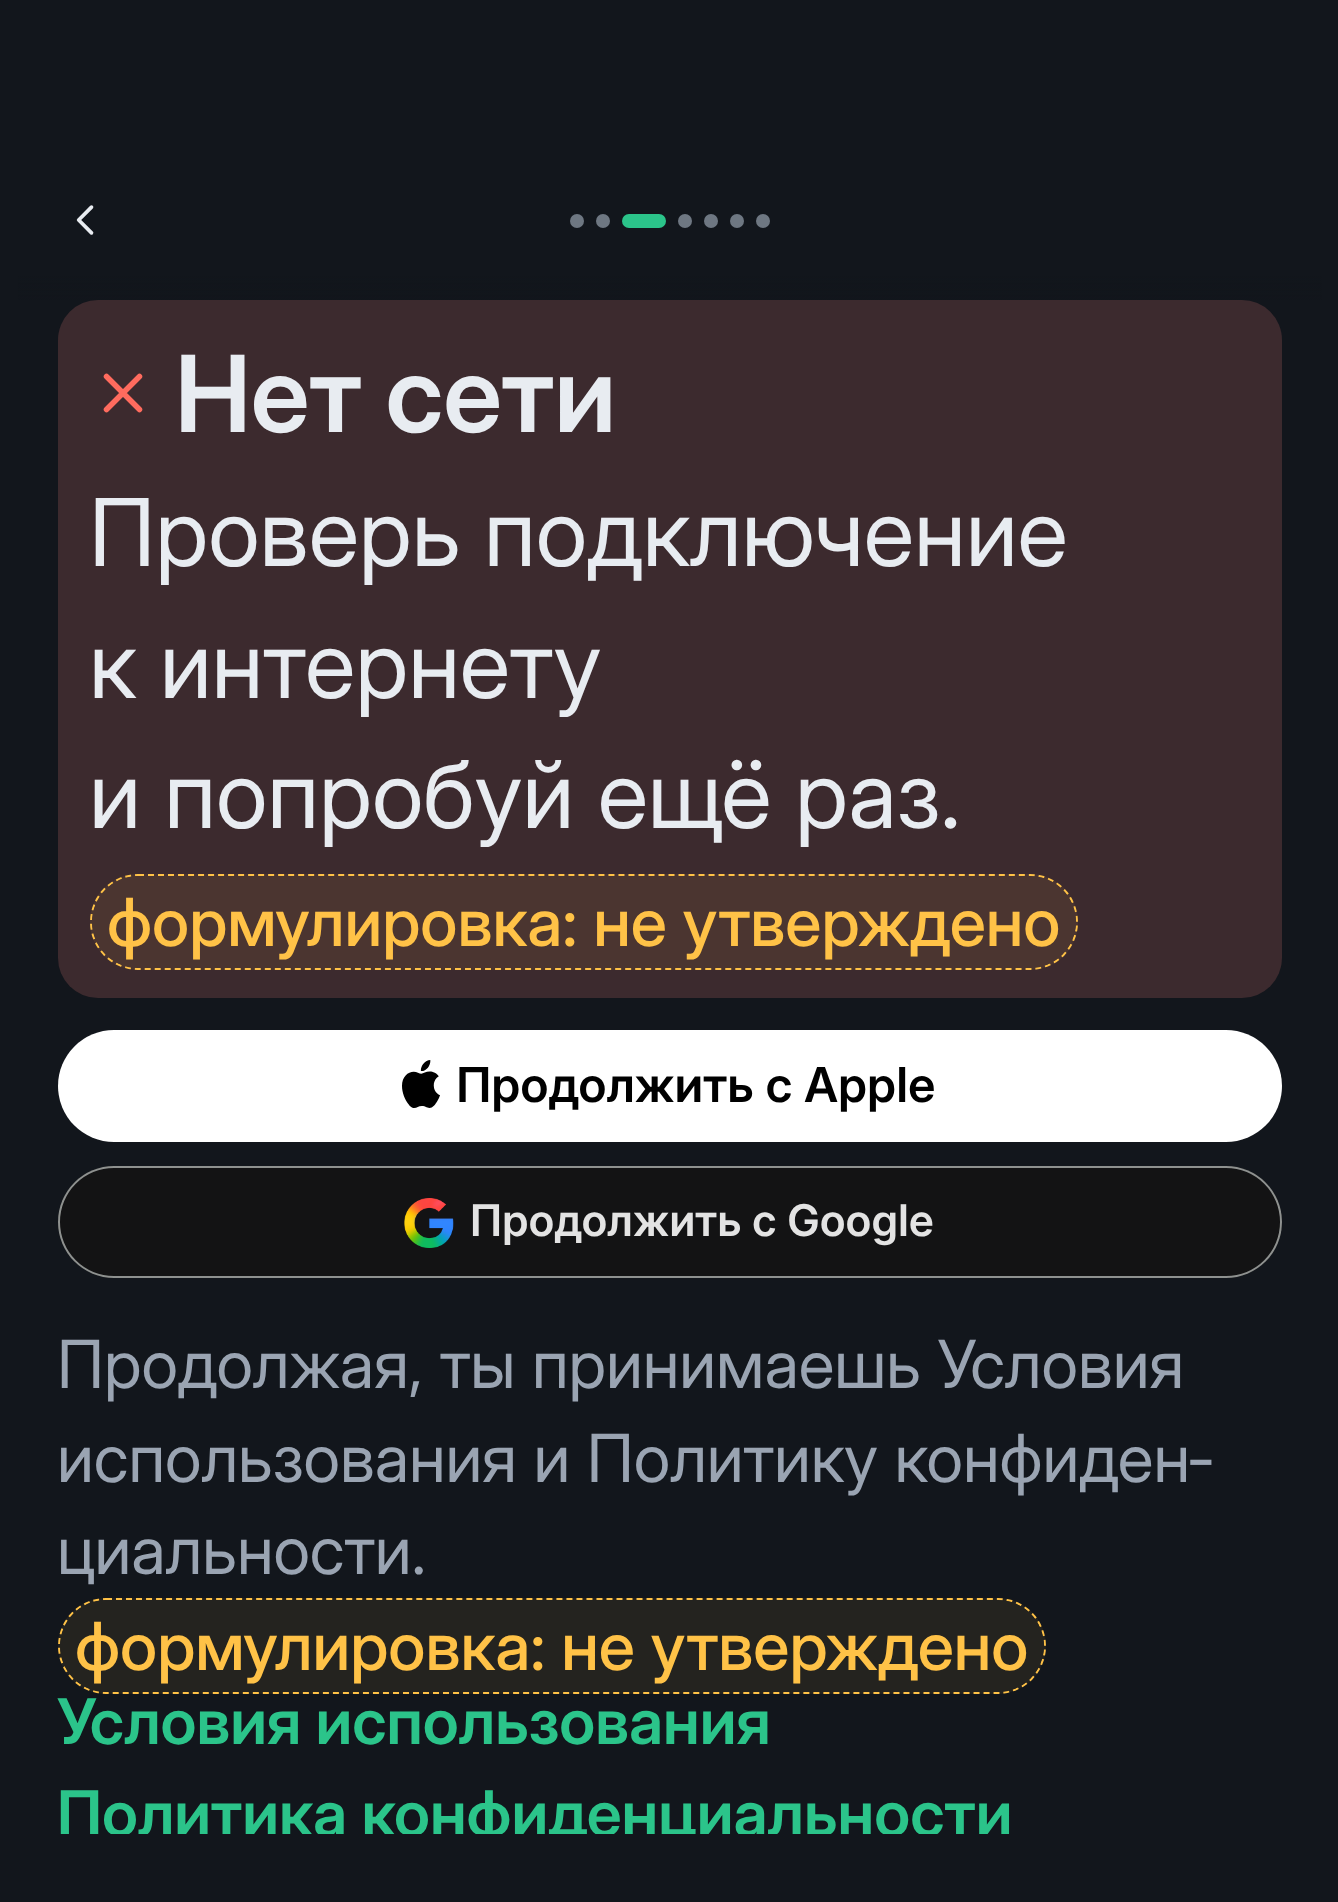 Нет сети
Проверь подключение
к интернету
и попробуй ещё раз.
формулировка: не утверждено
Продолжить с Apple
Продолжить с Google
Продолжая, ты принимаешь Условия
использования и Политику конфиден-
циальности.
формулировка: не утверждено
Условия использования
Политика конфиденциальности